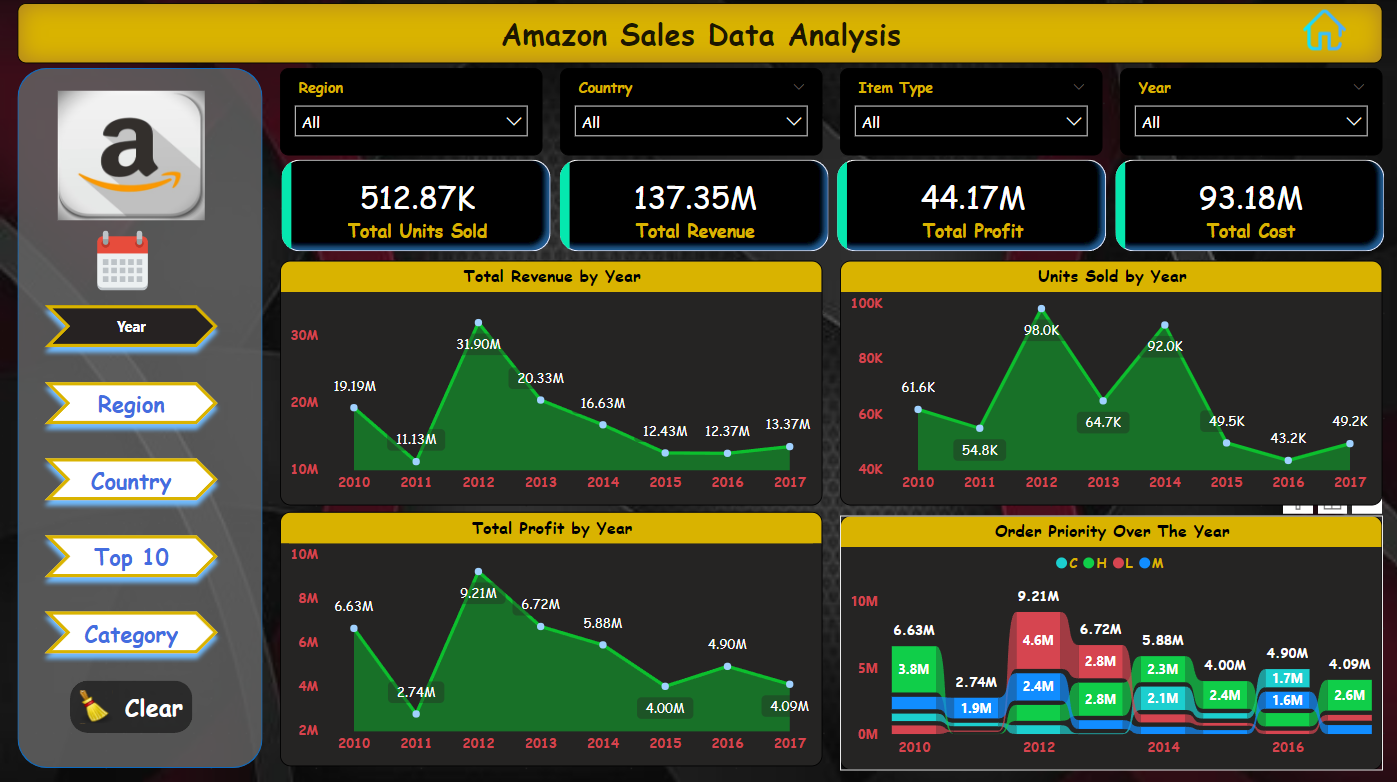 Amazon Sales Data Analysis
Region
All
Country
All
Item Type
All
Year
All
a
Year
Region
Country
Top 10
Category
Clear
512.87K
Total Units Sold
137.35M
Total Revenue
44.17M
Total Profit
93.18M
Total Cost
Total Revenue by Year
30M
20M
10M
19.19M
11.13M
31.90M
20.33M
16.63M
12.43M
12.37M
13.37M
2010 2011 2012 2013 2014 2015 2016 2017
Units Sold by Year
100K
80K
60K
40K
61.6K
54.8K
98.0K
64.7K
92.0K
49.5K
43.2K
49.2K
2010 2011 2012 2013 2014 2015 2016 2017
Total Profit by Year
10M
8M
6M
4M
2M
6.63M
2.74M
9.21M
6.72M
5.88M
4.00M
4.90M
4.09M
2010 2011 2012 2013 2014 2015 2016 2017
Order Priority Over The Year
C H L M
10M
5M
0M
6.63M
3.8M
2.74M
1.9M
9.21M
4.6M
2.4M
6.72M
2.8M
2.8M
5.88M
2.3M
2.1M
4.00M
2.4M
4.90M
1.7M
1.6M
4.09M
2.6M
2010 2012 2014 2016